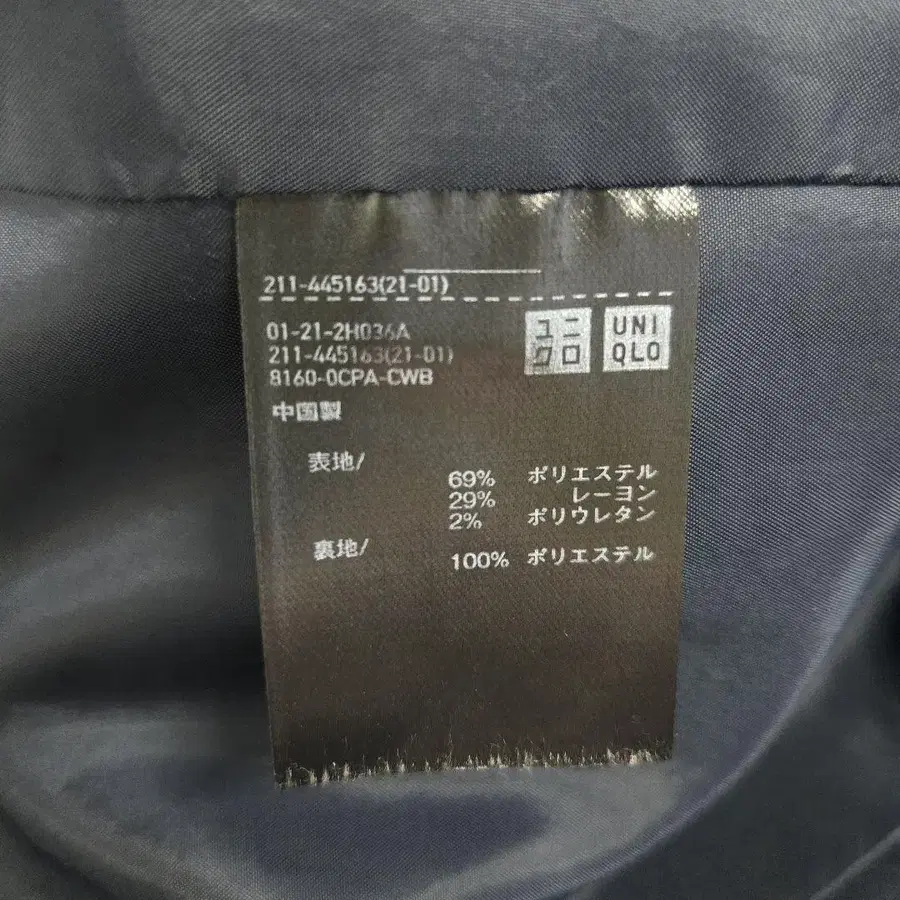 211-445163(21-01)
01-21-2H036A
211-445163(21-01)
8160-0CPA-CWB
中国製
ユニ
クロ
UNI
QLO
表地/
69% ポリエステル
29% レーヨン
2% ポリウレタン
裏地/
100% ポリエステル